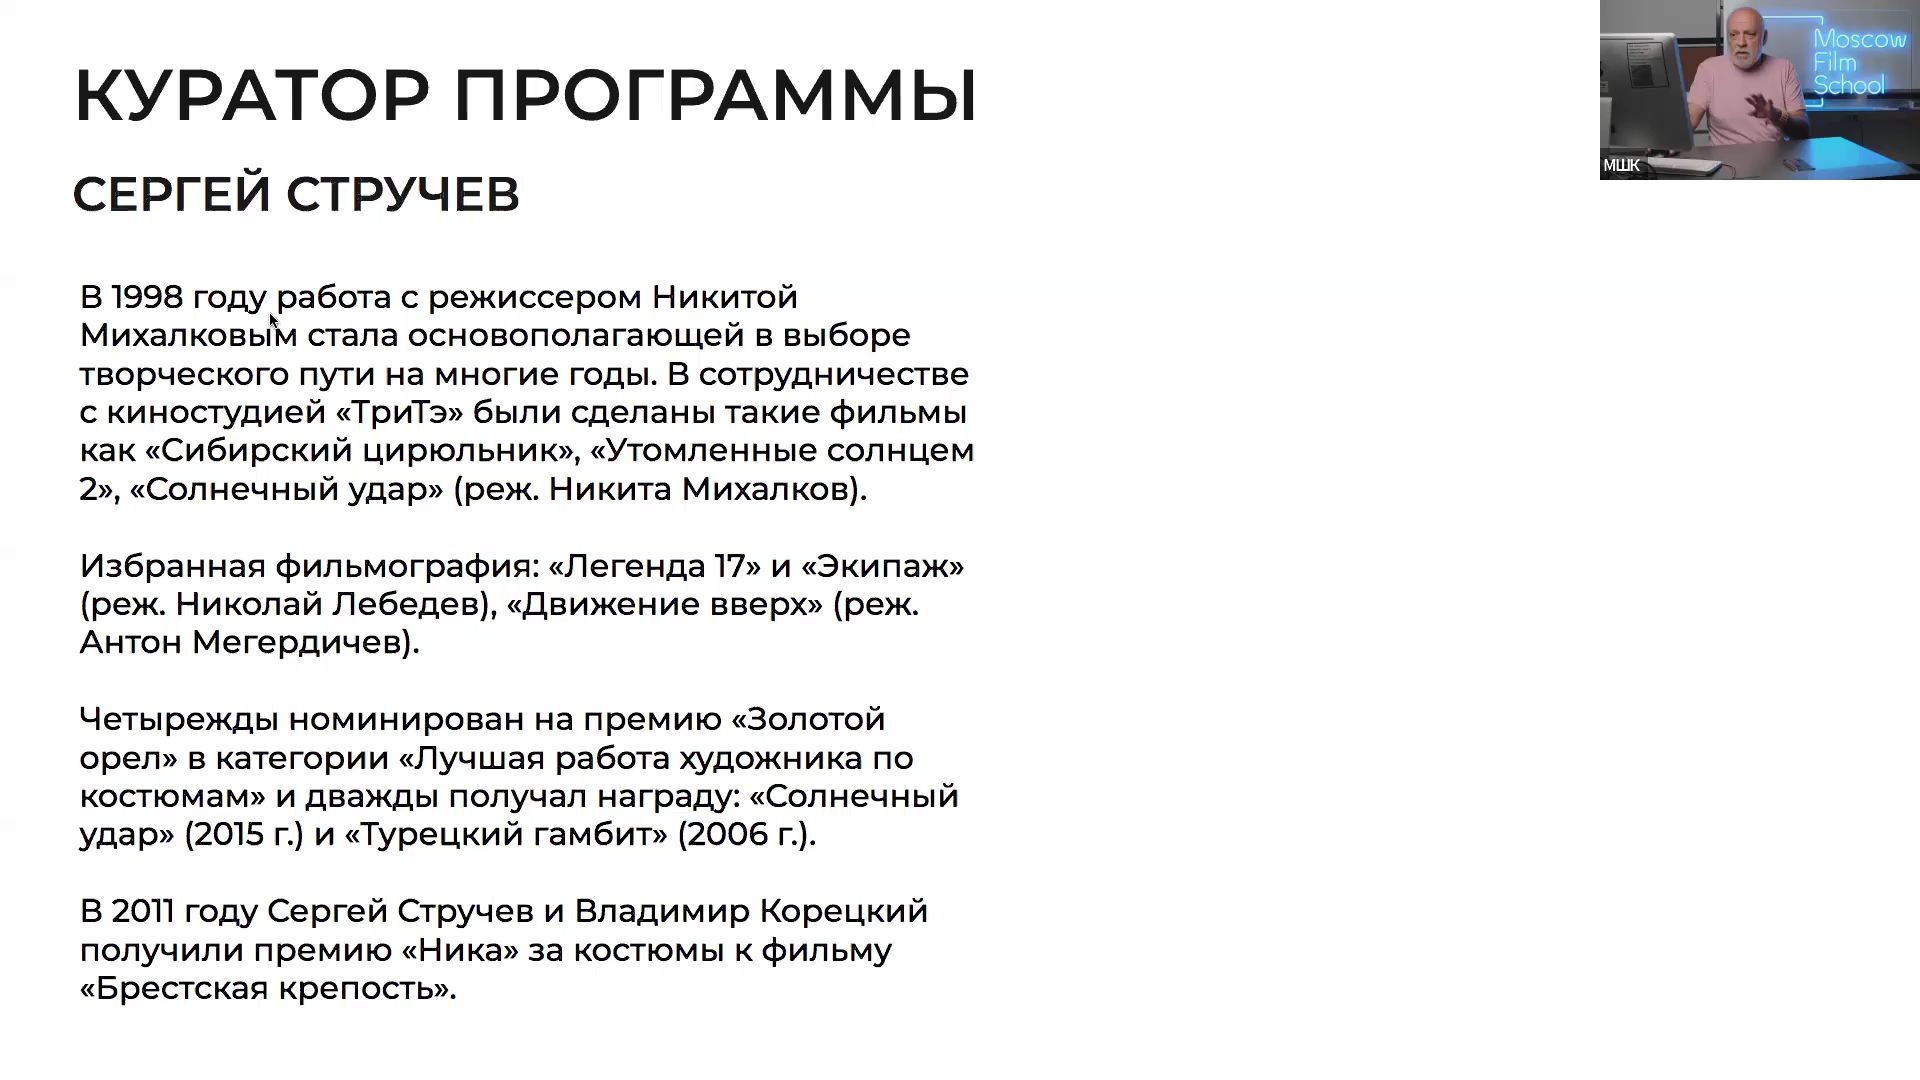 КУРАТОР ПРОГРАММЫ
СЕРГЕЙ СТРУЧЕВ
В 1998 году работа с режиссером Никитой
Михалковым стала основополагающей в выборе
творческого пути на многие годы. В сотрудничестве
с киностудией «ТриТэ» были сделаны такие фильмы
как «Сибирский цирюльник», «Утомленные солнцем
2», «Солнечный удар» (реж. Никита Михалков).
Избранная фильмография: «Легенда 17» и «Экипаж»
(реж. Николай Лебедев), «Движение вверх» (реж.
Антон Мегердичев).
Четырежды номинирован на премию «Золотой
орел» в категории «Лучшая работа художника по
костюмам» и дважды получал награду: «Солнечный
удар» (2015 г.) и «Турецкий гамбит» (2006 г.).
В 2011 году Сергей Стручев и Владимир Корецкий
получили премию «Ника» за костюмы к фильму
«Брестская крепость».
Moscow
Film
School
МШК